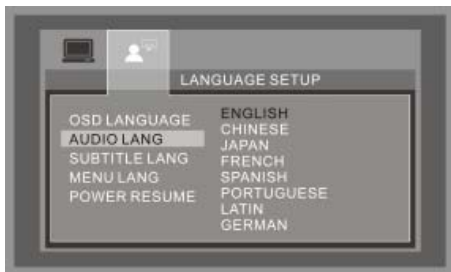 LANGUAGE SETUP
OSD LANGUAGE
AUDIO LANG
SUBTITLE LANG
MENU LANG
POWER RESUME
ENGLISH
CHINESE
JAPAN
FRENCH
SPANISH
PORTUGUESE
LATIN
GERMAN